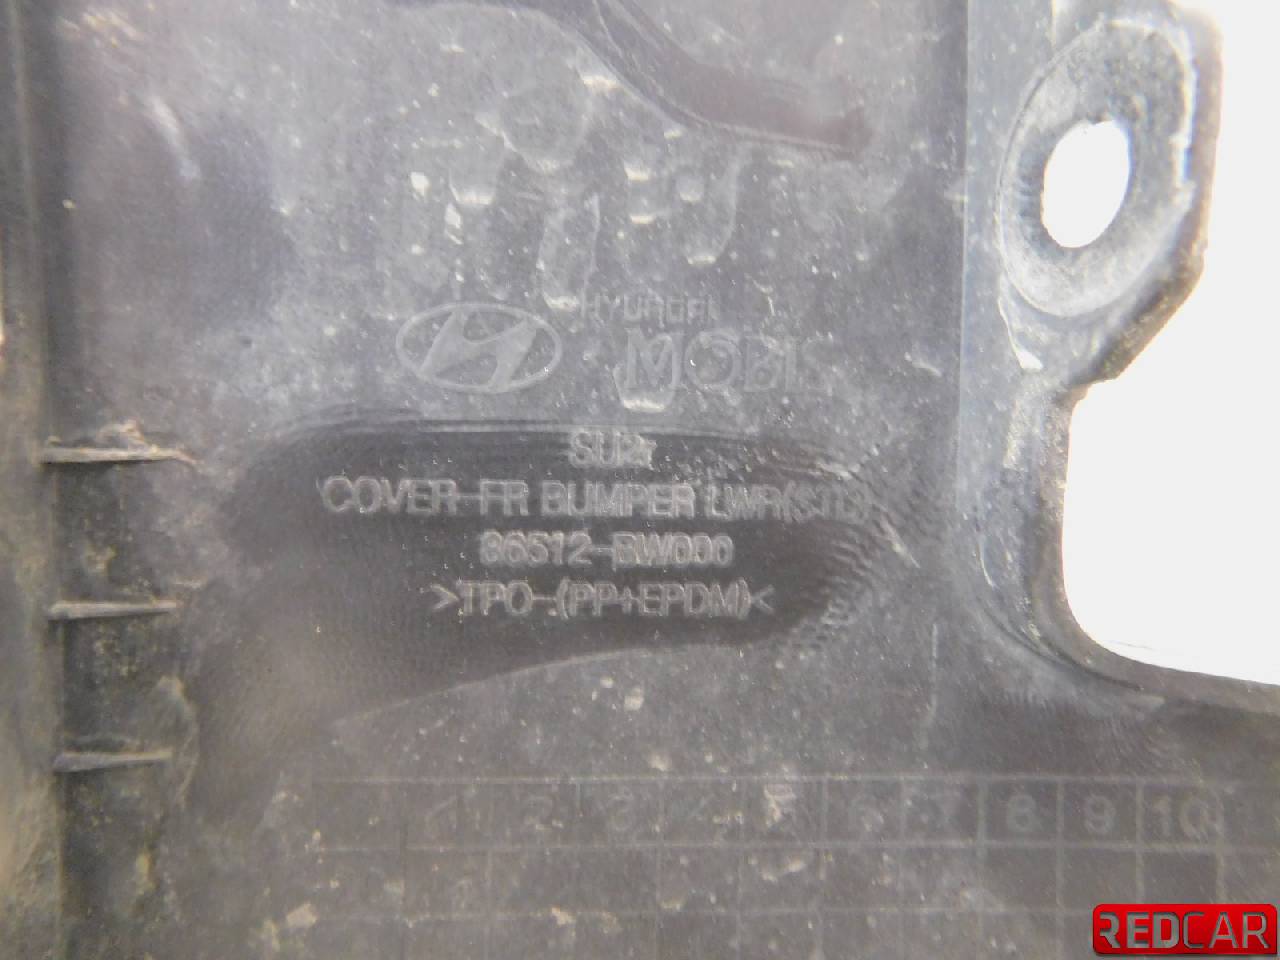 HYUNDAI
MOBIS
SU2r
COVER-FR BUMPER LWR(STD)
86512-BW000
>TPO-(PP+EPDM)<
1 2 3 4 5 6 7 8 9 10
REDCAR